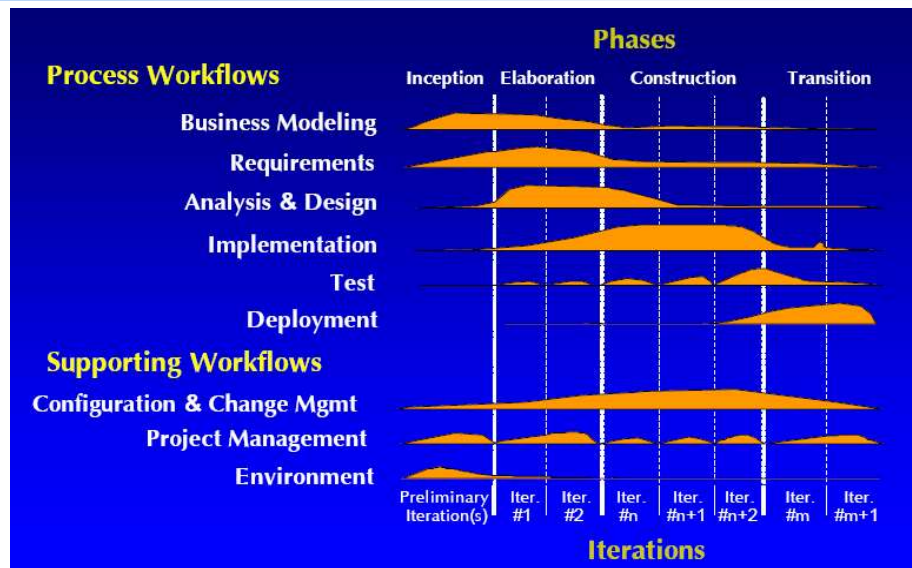 Phases
Process Workflows
Inception Elaboration Construction Transition
Business Modeling
Requirements
Analysis & Design
Implementation
Test
Deployment
Supporting Workflows
Configuration & Change Mgmt
Project Management
Environment
Preliminary Iter. Iter. Iter. Iter. Iter. Iter. Iter.
Iteration(s) #1 #2 #n #n+1 #n+2 #m #m+1
Iterations